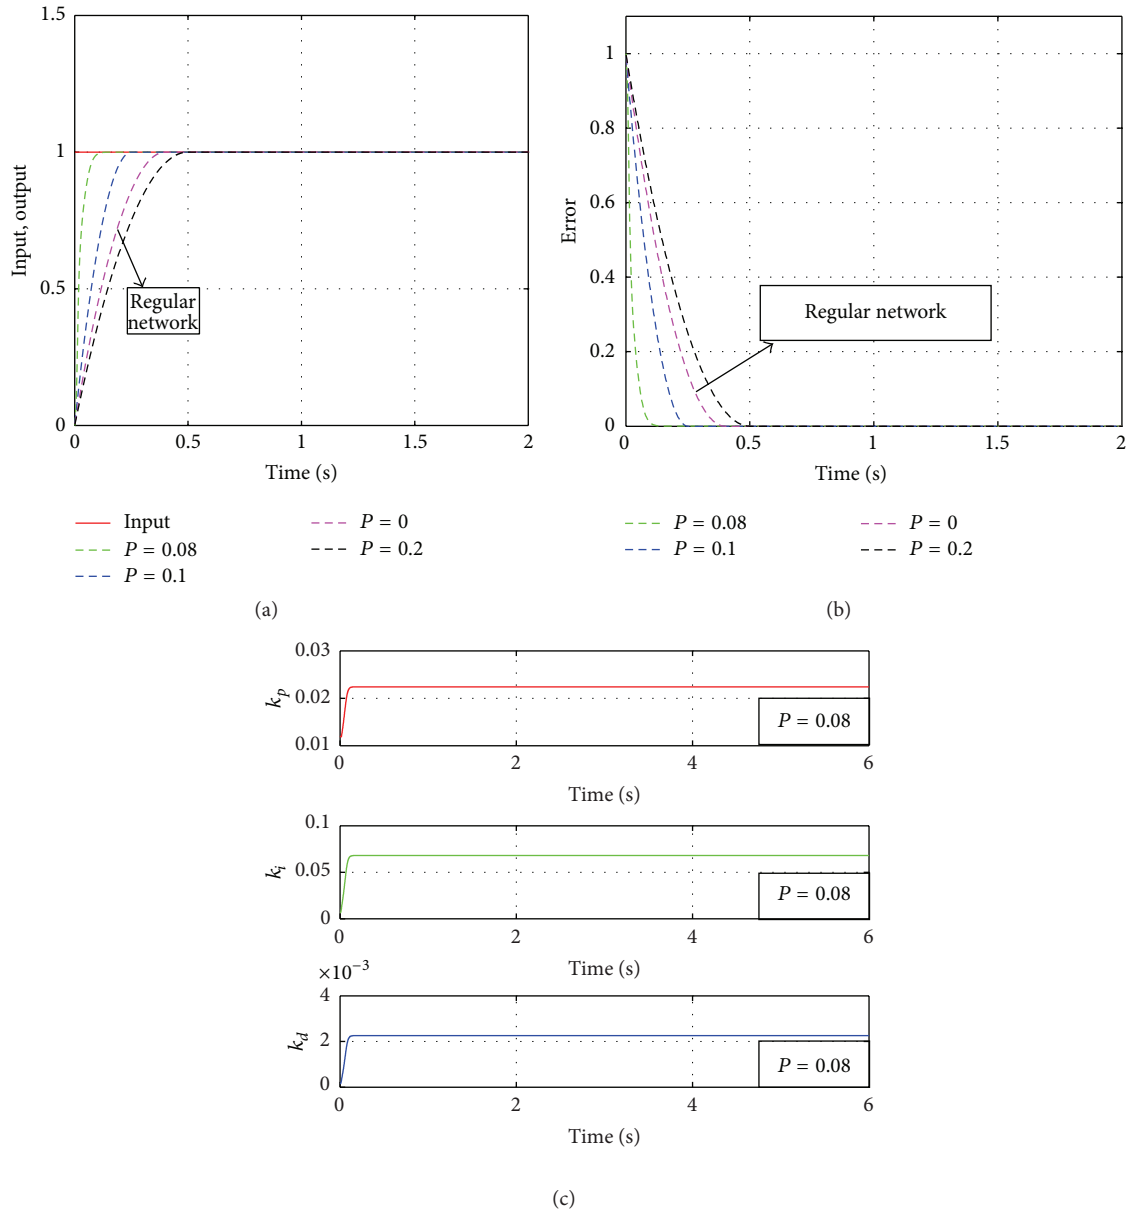 1.5
1
0.5
0
0
0.5
1
1.5
2
Input, output
Time (s)
Regular
network
Input
P = 0.08
P = 0.1
P = 0
P = 0.2
(a)
1
0.8
0.6
0.4
0.2
0
0
0.5
1
1.5
2
Error
Time (s)
Regular network
P = 0.08
P = 0.1
P = 0
P = 0.2
(b)
0.03
0.02
0.01
kp
0
2
4
6
P = 0.08
Time (s)
0.1
0.05
0
ki
0
2
4
6
P = 0.08
Time (s)
×10−3
4
2
0
kd
0
2
4
6
P = 0.08
Time (s)
(c)